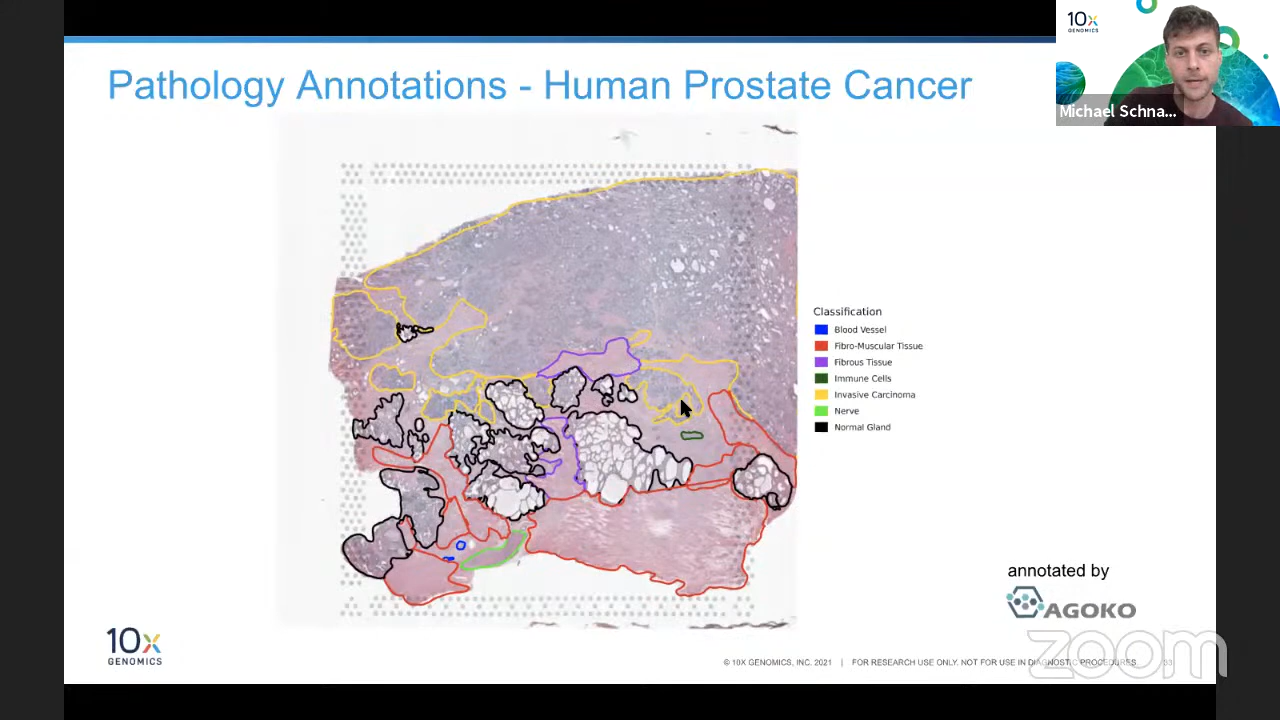 10x
GENOMICS
Michael Schna...
Pathology Annotations - Human Prostate Cancer
Classification
Blood Vessel
Fibro-Muscular Tissue
Fibrous Tissue
Immune Cells
Invasive Carcinoma
Nerve
Normal Gland
annotated by
AGOKO
10x
GENOMICS
© 10X GENOMICS, INC. 2021 | FOR RESEARCH USE ONLY. NOT FOR USE IN DIAGNOSTIC PROCEDURES 33
zoom